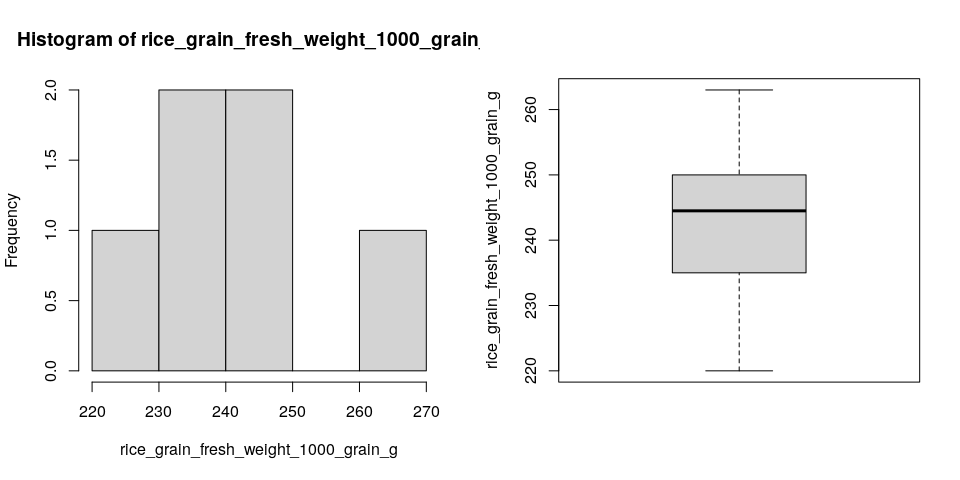 Histogram of rice_grain_fresh_weight_1000_grain_
Frequency
2.0
1.5
1.0
0.5
0.0
220 230 240 250 260 270
rice_grain_fresh_weight_1000_grain_g
rice_grain_fresh_weight_1000_grain_g
260
250
240
230
220